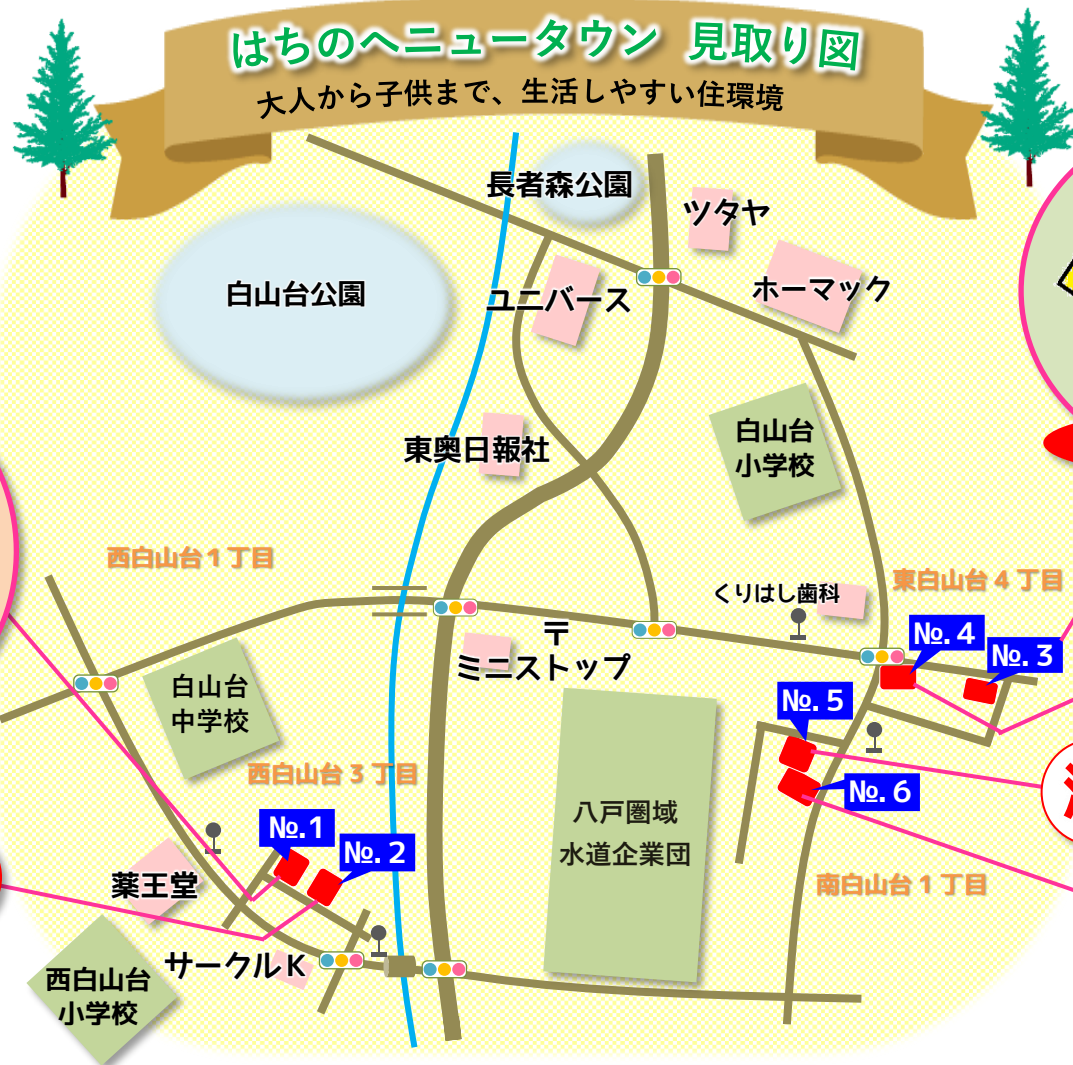 はちのへニュータウン 見取り図
大人から子供まで、生活しやすい住環境
長者森公園
ツタヤ
白山台公園
ユニバース
ホーマック
東奥日報社
白山台
小学校
西白山台1丁目
東白山台4丁目
くりはし歯科
〒
ミニストップ
№.4
№.3
白山台
中学校
№.5
西白山台3丁目
№.6
八戸圏域
水道企業団
№.1
№.2
薬王堂
南白山台1丁目
サークルK
西白山台
小学校